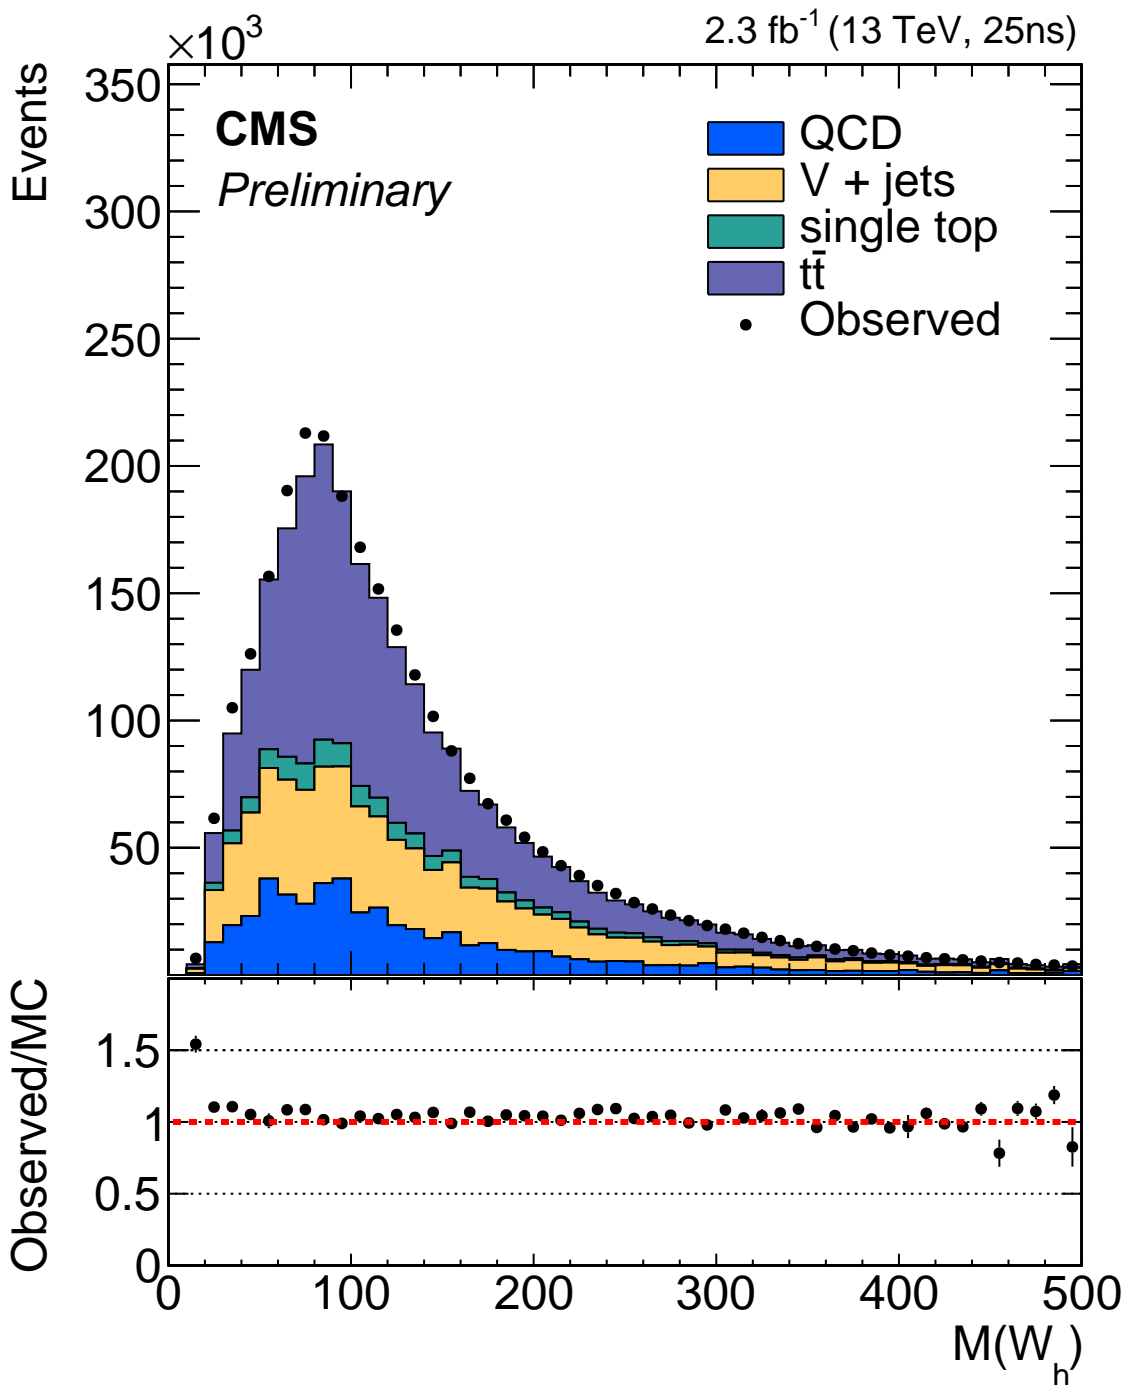 2.3 fb⁻¹ (13 TeV, 25ns)
×10³
Events
350
300
250
200
150
100
50
CMS
Preliminary
QCD
V + jets
single top
tt̄
Observed
Observed/MC
1.5
1
0.5
0
0 100 200 300 400 500
M(W_h)